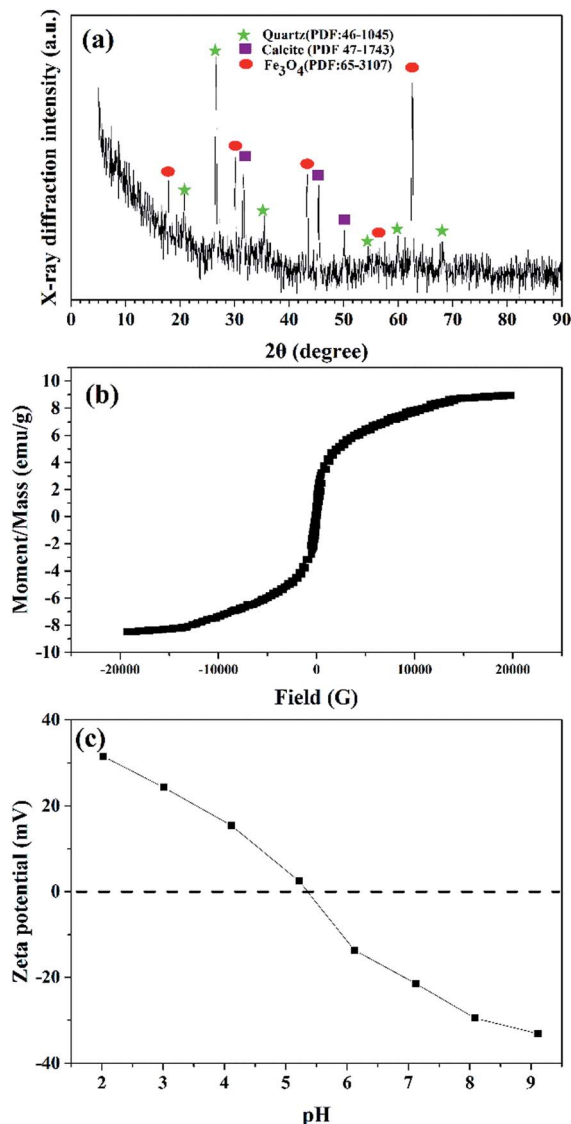 (a)
Quartz(PDF:46-1045)
Calcite (PDF 47-1743)
Fe3O4(PDF:65-3107)
X-ray diffraction intensity (a.u.)
0 10 20 30 40 50 60 70 80 90
2θ (degree)
(b)
Moment/Mass (emu/g)
10
8
6
4
2
0
-2
-4
-6
-8
-10
-20000 -10000 0 10000 20000
Field (G)
(c)
Zeta potential (mV)
40
20
0
-20
-40
2 3 4 5 6 7 8 9
pH